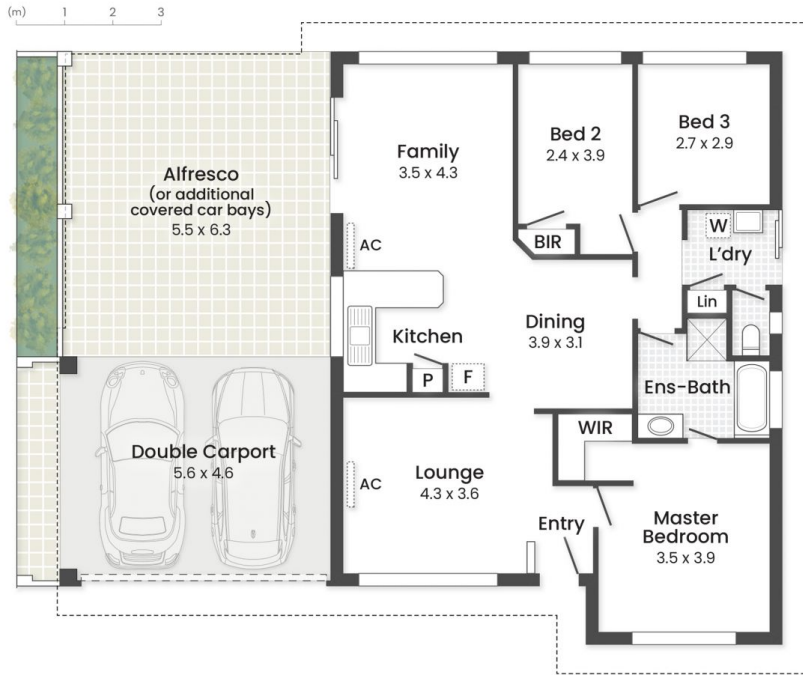 (m) 1 2 3
Alfresco
(or additional
covered car bays)
5.5 x 6.3
Family
3.5 x 4.3
Bed 2
2.4 x 3.9
Bed 3
2.7 x 2.9
AC
BIR
W
L'dry
Lin
Kitchen
Dining
3.9 x 3.1
P
F
Ens-Bath
Double Carport
5.6 x 4.6
AC
Lounge
4.3 x 3.6
WIR
Entry
Master
Bedroom
3.5 x 3.9